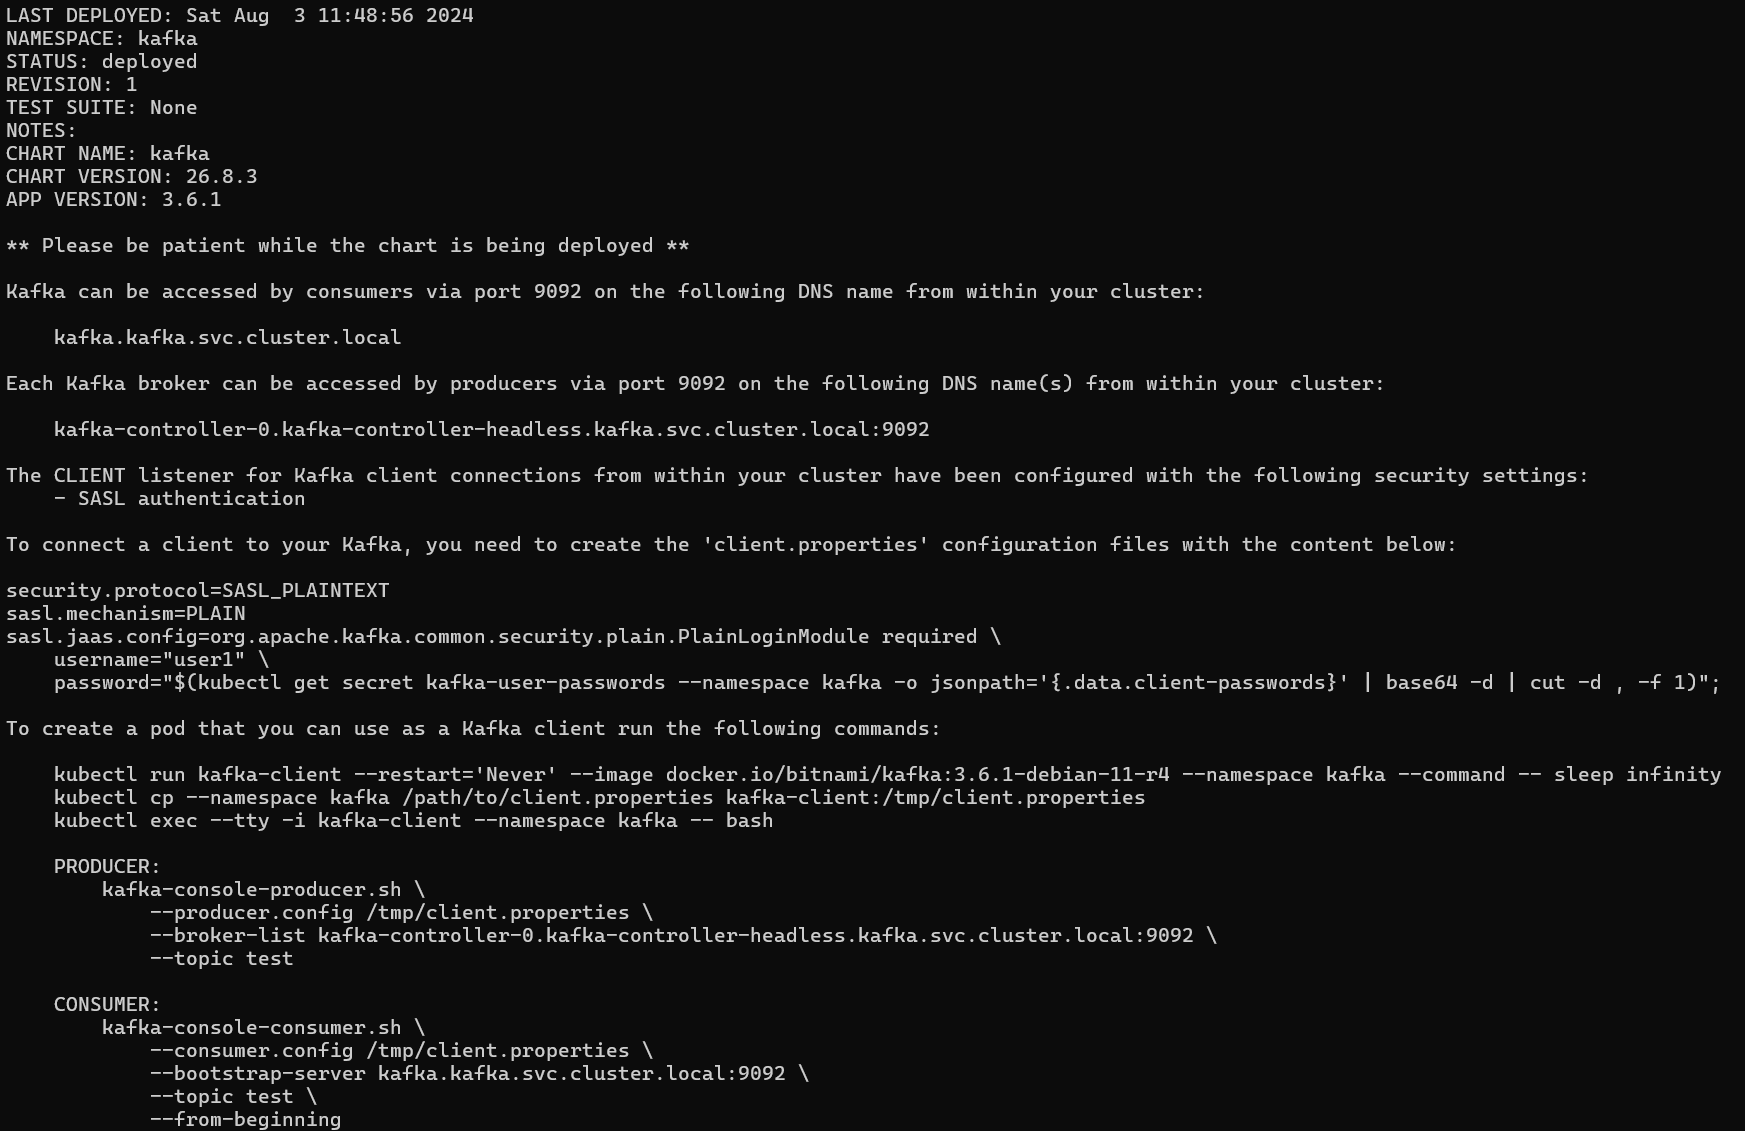 LAST DEPLOYED: Sat Aug  3 11:48:56 2024
NAMESPACE: kafka
STATUS: deployed
REVISION: 1
TEST SUITE: None
NOTES:
CHART NAME: kafka
CHART VERSION: 26.8.3
APP VERSION: 3.6.1

** Please be patient while the chart is being deployed **

Kafka can be accessed by consumers via port 9092 on the following DNS name from within your cluster:

    kafka.kafka.svc.cluster.local

Each Kafka broker can be accessed by producers via port 9092 on the following DNS name(s) from within your cluster:

    kafka-controller-0.kafka-controller-headless.kafka.svc.cluster.local:9092

The CLIENT listener for Kafka client connections from within your cluster have been configured with the following security settings:
    - SASL authentication

To connect a client to your Kafka, you need to create the 'client.properties' configuration files with the content below:

security.protocol=SASL_PLAINTEXT
sasl.mechanism=PLAIN
sasl.jaas.config=org.apache.kafka.common.security.plain.PlainLoginModule required \
    username="user1" \
    password="$(kubectl get secret kafka-user-passwords --namespace kafka -o jsonpath='{.data.client-passwords}' | base64 -d | cut -d , -f 1)";

To create a pod that you can use as a Kafka client run the following commands:

    kubectl run kafka-client --restart='Never' --image docker.io/bitnami/kafka:3.6.1-debian-11-r4 --namespace kafka --command -- sleep infinity
    kubectl cp --namespace kafka /path/to/client.properties kafka-client:/tmp/client.properties
    kubectl exec --tty -i kafka-client --namespace kafka -- bash

    PRODUCER:
        kafka-console-producer.sh \
            --producer.config /tmp/client.properties \
            --broker-list kafka-controller-0.kafka-controller-headless.kafka.svc.cluster.local:9092 \
            --topic test

    CONSUMER:
        kafka-console-consumer.sh \
            --consumer.config /tmp/client.properties \
            --bootstrap-server kafka.kafka.svc.cluster.local:9092 \
            --topic test \
            --from-beginning